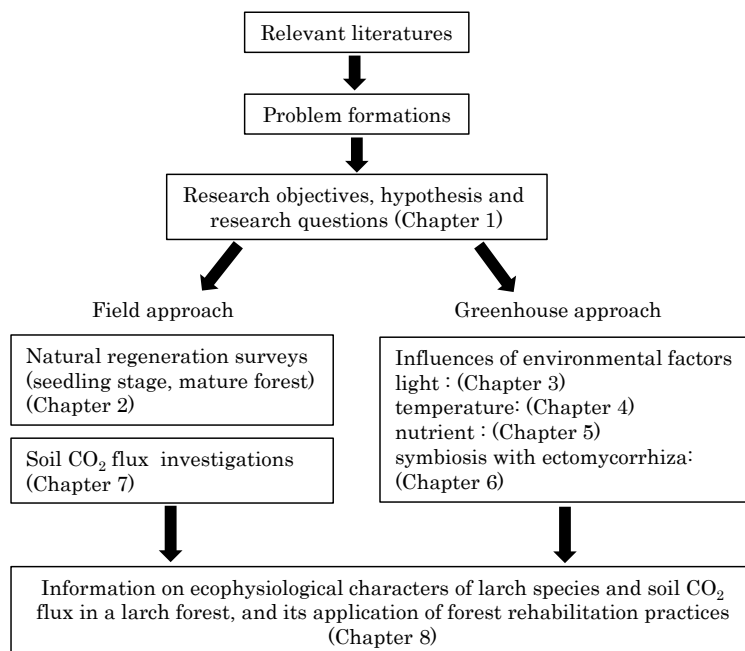 Relevant literatures
Problem formations
Research objectives, hypothesis and
research questions (Chapter 1)
Field approach
Greenhouse approach
Natural regeneration surveys
(seedling stage, mature forest)
(Chapter 2)
Soil CO₂ flux investigations
(Chapter 7)
Influences of environmental factors
light : (Chapter 3)
temperature: (Chapter 4)
nutrient : (Chapter 5)
symbiosis with ectomycorrhiza:
(Chapter 6)
Information on ecophysiological characters of larch species and soil CO₂
flux in a larch forest, and its application of forest rehabilitation practices
(Chapter 8)